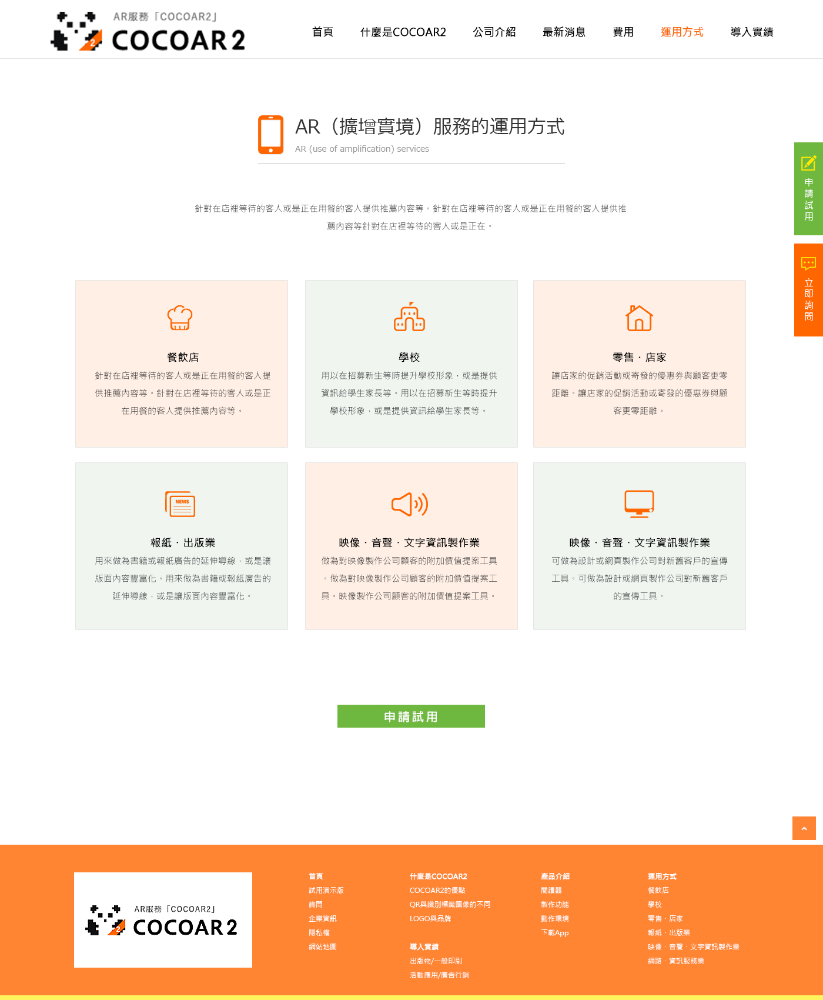 AR服務「COCOAR2」
COCOAR2
首頁
什麼是COCOAR2
公司介紹
最新消息
費用
運用方式
導入實績
AR（擴增實境）服務的運用方式
AR (use of amplification) services
申請試用
立即詢問
針對在店裡等待的客人或是正在用餐的客人提供推薦內容等。針對在店裡等待的客人或是正在用餐的客人提供推
薦內容等針對在店裡等待的客人或是正在。
餐飲店
針對在店裡等待的客人或是正在用餐的客人提
供推薦內容等。針對在店裡等待的客人或是正
在用餐的客人提供推薦內容等。
學校
用以在招募新生等時提升學校形象，或是提供
資訊給學生家長等。用以在招募新生等時提升
學校形象，或是提供資訊給學生家長等。
零售・店家
讓店家的促銷活動或寄發的優惠券與顧客更零
距離。讓店家的促銷活動或寄發的優惠券與顧
客更零距離。
NEWS
報紙・出版業
用來做為書籍或報紙廣告的延伸導線，或是讓
版面內容豐富化。用來做為書籍或報紙廣告的
延伸導線，或是讓版面內容豐富化。
映像・音聲・文字資訊製作業
做為對映像製作公司顧客的附加價值提案工具
。做為對映像製作公司顧客的附加價值提案工
具。映像製作公司顧客的附加價值提案工具。
映像・音聲・文字資訊製作業
可做為設計或網頁製作公司對新舊客戶的宣傳
工具。可做為設計或網頁製作公司對新舊客戶
的宣傳工具。
申請試用
AR服務「COCOAR2」
COCOAR2
首頁
試用演示版
詢問
企業資訊
隱私權
網站地圖
什麼是COCOAR2
COCOAR2的優點
QR與識別標籤圖像的不同
LOGO與品牌
導入實績
出版物/一般印刷
活動應用/廣告行銷
產品介紹
閱讀器
製作功能
動作環境
下載App
運用方式
餐飲店
學校
零售・店家
報紙・出版業
映像・音聲・文字資訊製作業
網路・資訊服務業